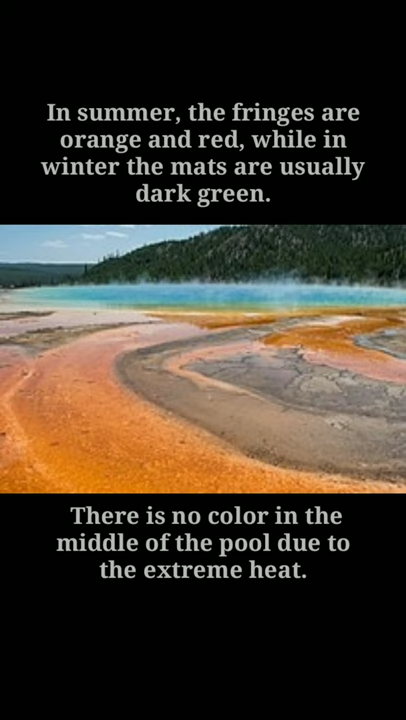 In summer, the fringes are
orange and red, while in
winter the mats are usually
dark green.
There is no color in the
middle of the pool due to
the extreme heat.